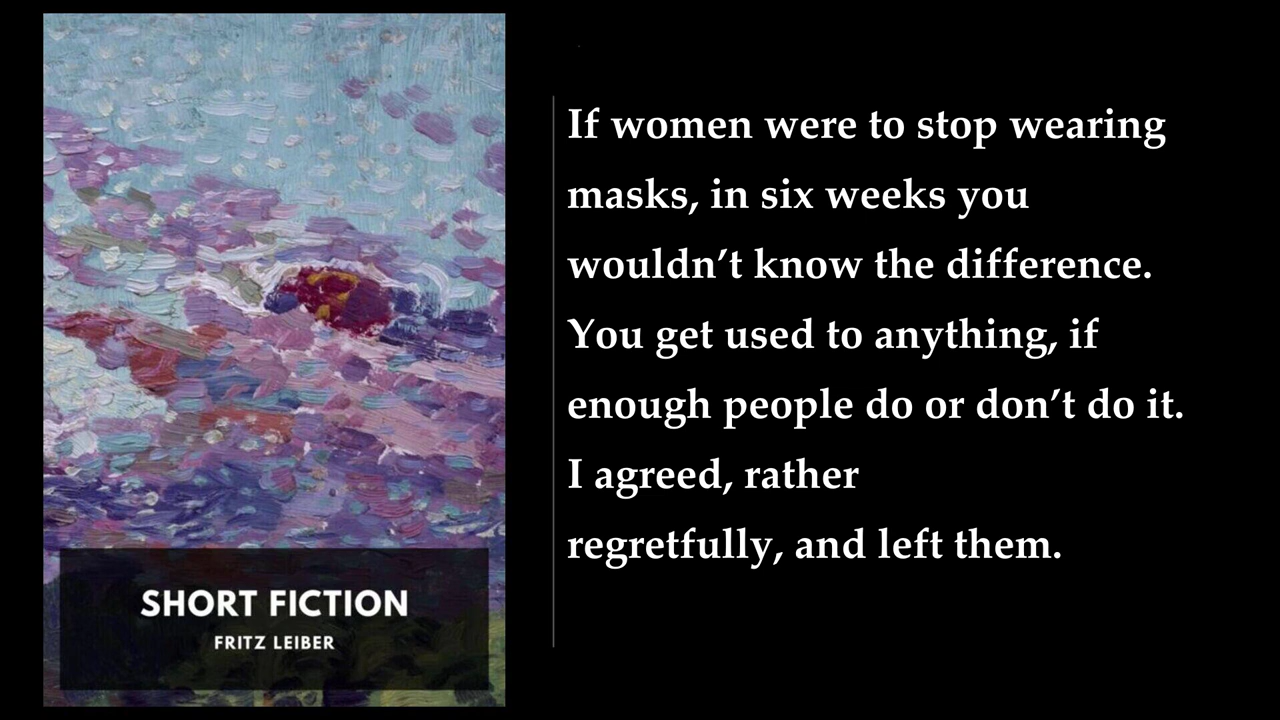 SHORT FICTION
FRITZ LEIBER
If women were to stop wearing
masks, in six weeks you
wouldn’t know the difference.
You get used to anything, if
enough people do or don’t do it.
I agreed, rather
regretfully, and left them.